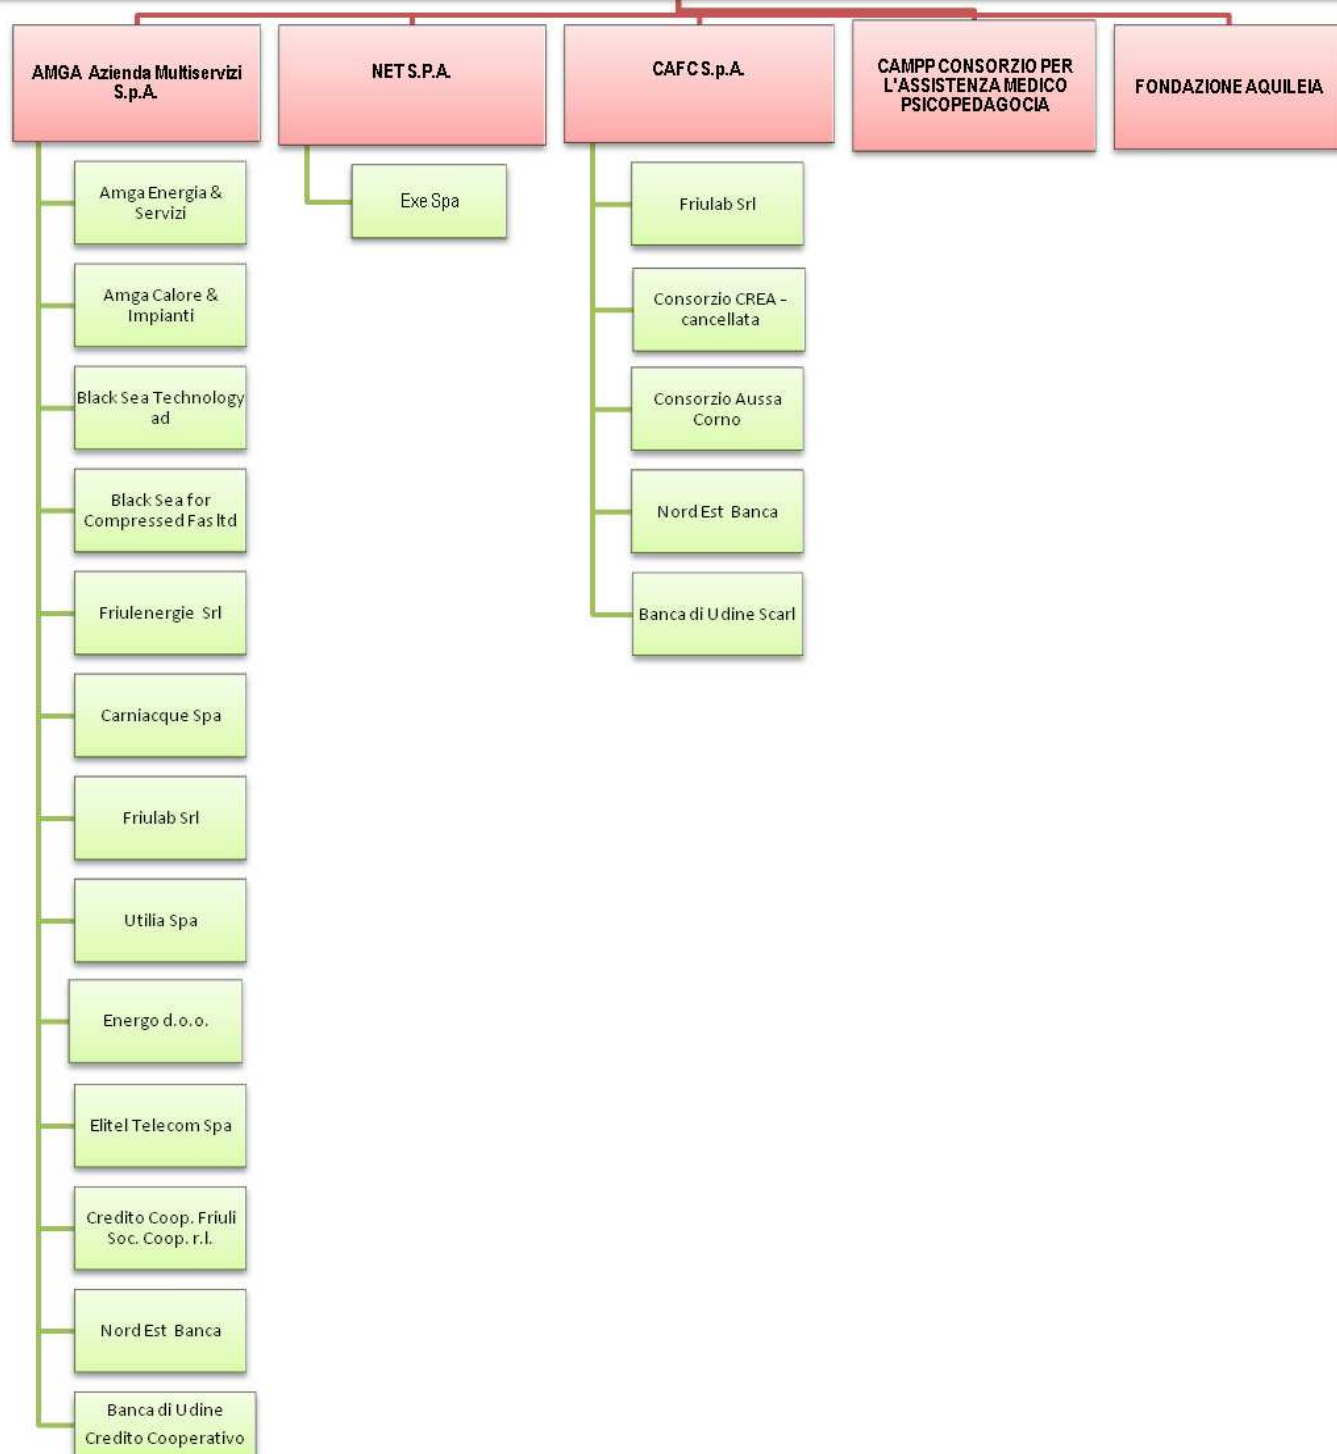 AMGA Azienda Multiservizi
S.p.A.
NET S.P.A.
CAFC S.p.A.
CAMPP CONSORZIO PER
L'ASSISTENZA MEDICO
PSICOPEDAGOCIA
FONDAZIONE AQUILEIA
Amga Energia &
Servizi
Amga Calore &
Impianti
Black Sea Technology
ad
Black Sea for
Compressed Fas ltd
Friulenergie Srl
Carniacque Spa
Friulab Srl
Utilia Spa
Energo d.o.o.
Elitel Telecom Spa
Credito Coop. Friuli
Soc. Coop. r.l.
Nord Est Banca
Banca di Udine
Credito Cooperativo
Exe Spa
Friulab Srl
Consorzio CREA -
cancellata
Consorzio Aussa
Corno
Nord Est Banca
Banca di Udine Scarl